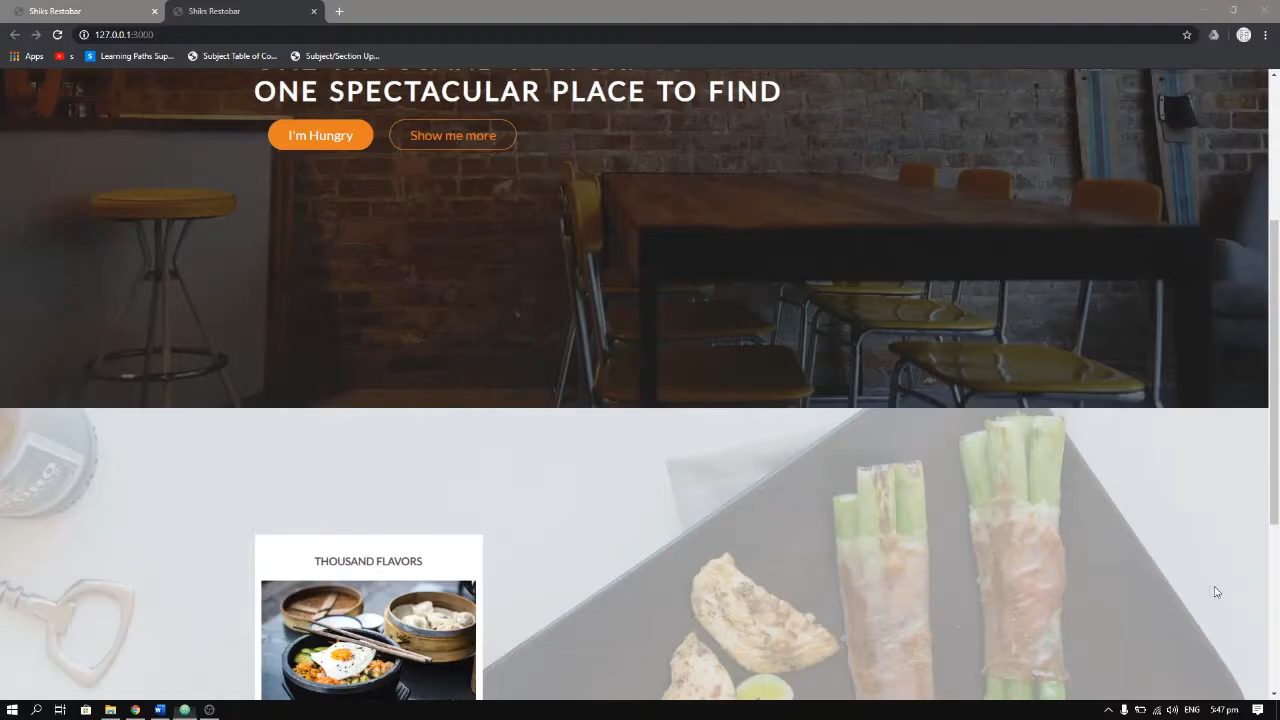 Shiks Restobar
Shiks Restobar
127.0.0.1:3000
Apps
s
Learning Paths Sup...
Subject Table of Co...
Subject/Section Up...
ONE SPECTACULAR PLACE TO FIND
I'm Hungry
Show me more
THOUSAND FLAVORS
ENG
5:47 pm